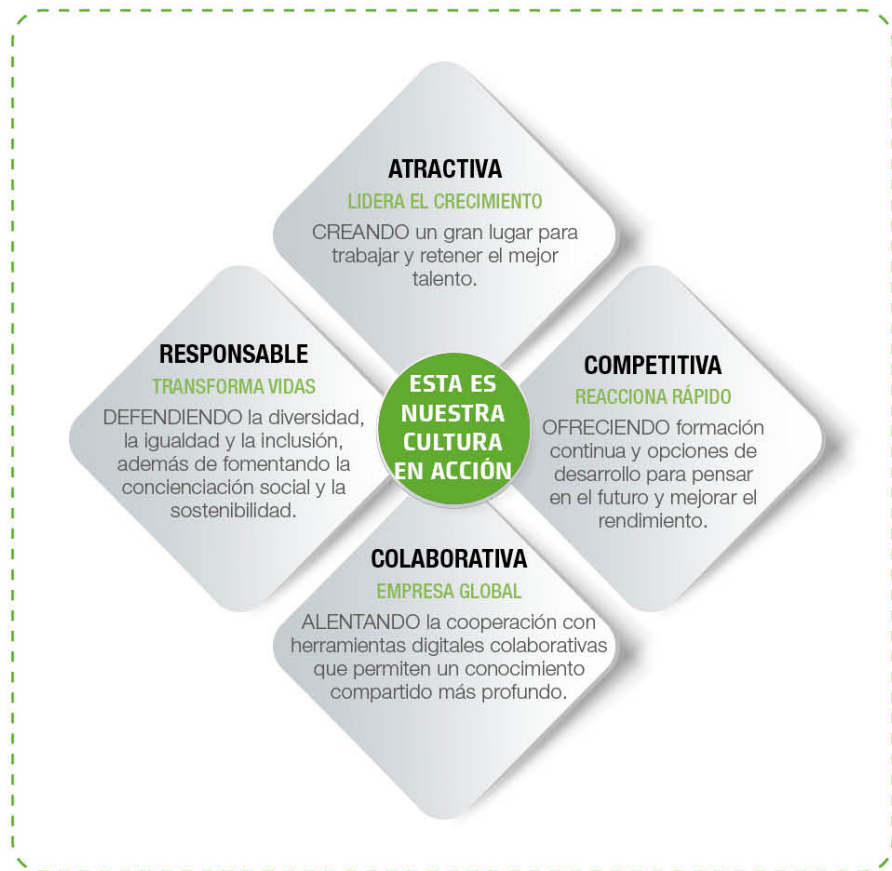 ATRACTIVA
LIDERA EL CRECIMIENTO
CREANDO un gran lugar para
trabajar y retener el mejor
talento.
RESPONSABLE
TRANSFORMA VIDAS
DEFENDIENDO la diversidad,
la igualdad y la inclusión,
además de fomentando la
concienciación social y la
sostenibilidad.
ESTA ES
NUESTRA
CULTURA
EN ACCIÓN
COMPETITIVA
REACCIONA RÁPIDO
OFRECIENDO formación
continua y opciones de
desarrollo para pensar
en el futuro y mejorar el
rendimiento.
COLABORATIVA
EMPRESA GLOBAL
ALENTANDO la cooperación con
herramientas digitales colaborativas
que permiten un conocimiento
compartido más profundo.